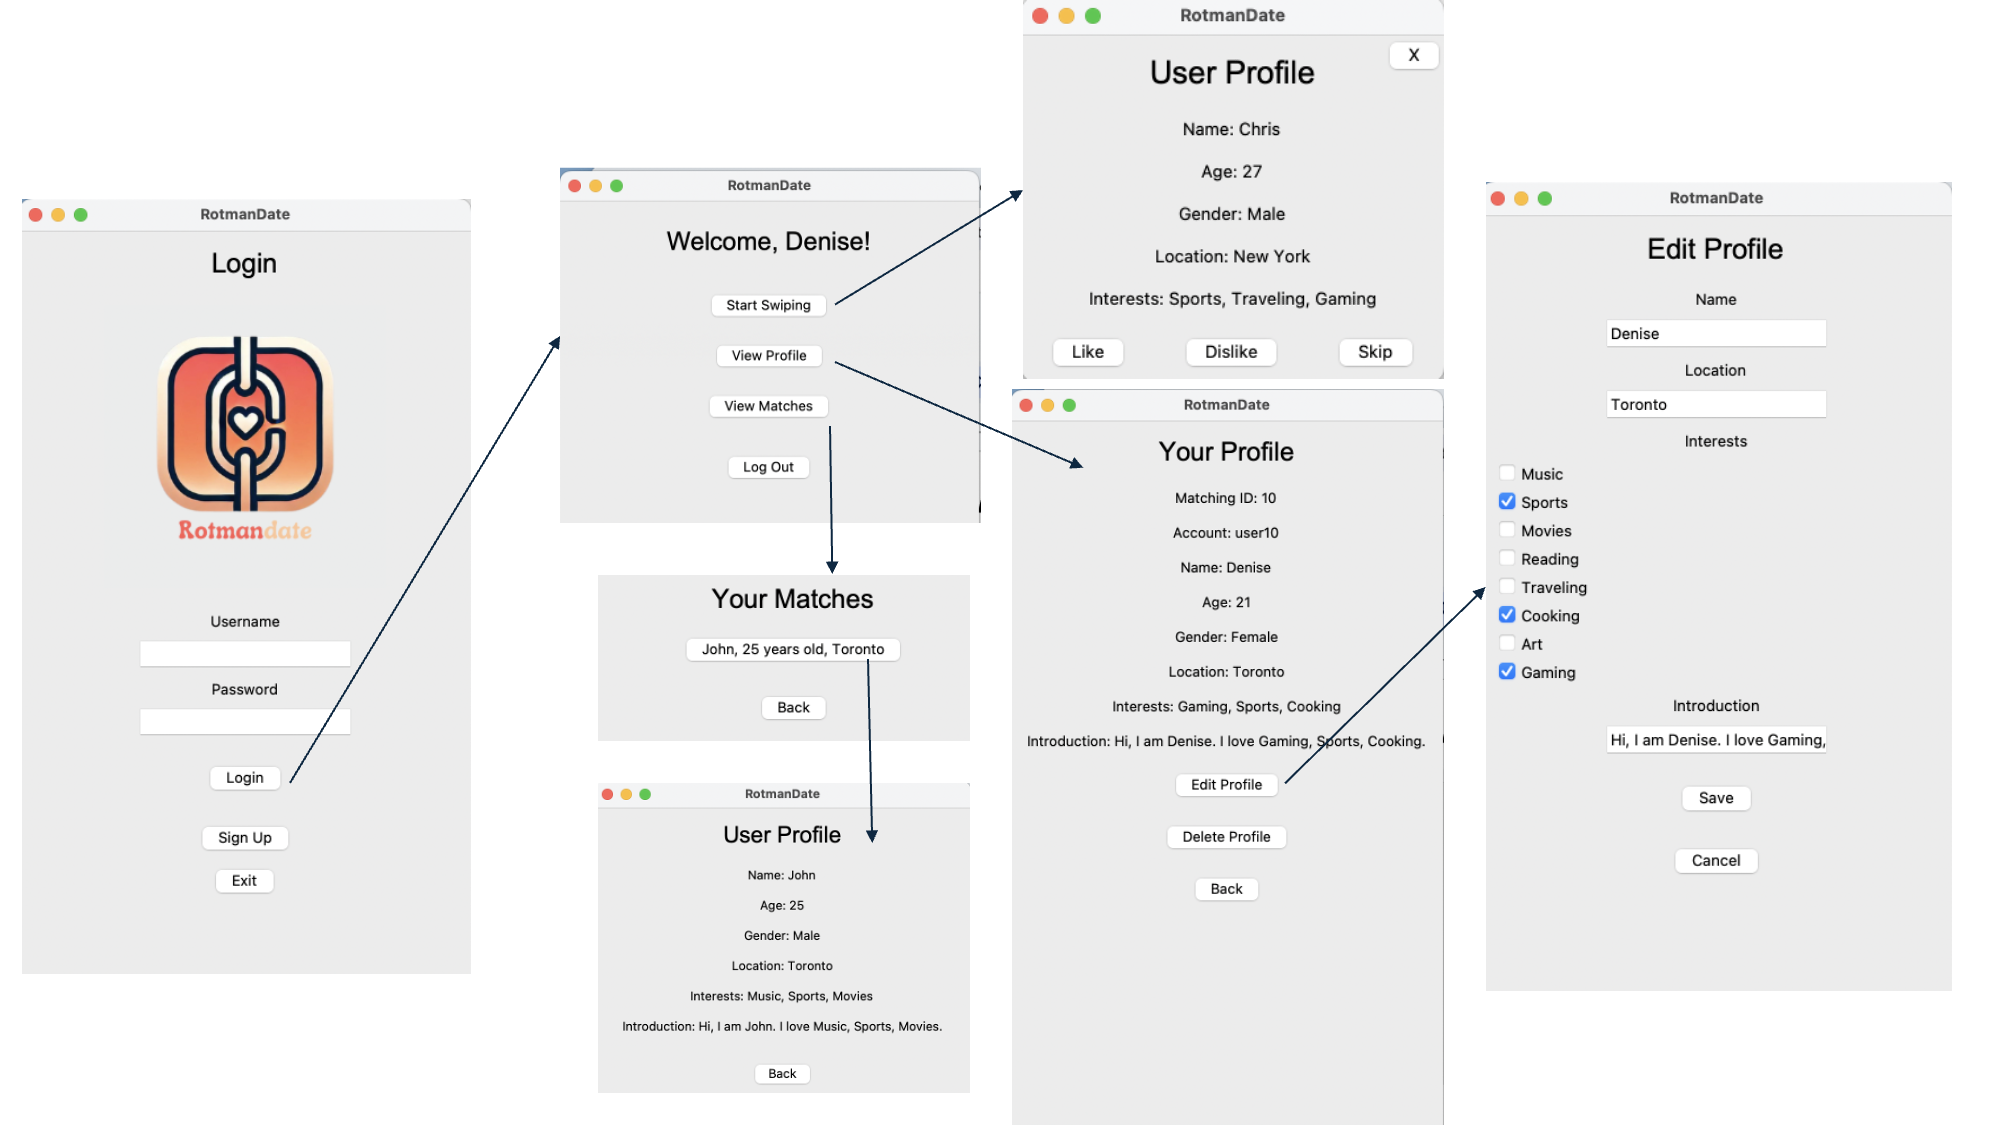 RotmanDate
Login
Rotmandate
Username
Password
Login
Sign Up
Exit
RotmanDate
Welcome, Denise!
Start Swiping
View Profile
View Matches
Log Out
Your Matches
John, 25 years old, Toronto
Back
RotmanDate
User Profile
Name: John
Age: 25
Gender: Male
Location: Toronto
Interests: Music, Sports, Movies
Introduction: Hi, I am John. I love Music, Sports, Movies.
Back
RotmanDate
X
User Profile
Name: Chris
Age: 27
Gender: Male
Location: New York
Interests: Sports, Traveling, Gaming
Like Dislike Skip
RotmanDate
Your Profile
Matching ID: 10
Account: user10
Name: Denise
Age: 21
Gender: Female
Location: Toronto
Interests: Gaming, Sports, Cooking
Introduction: Hi, I am Denise. I love Gaming, Sports, Cooking.
Edit Profile
Delete Profile
Back
RotmanDate
Edit Profile
Name
Denise
Location
Toronto
Interests
Music
Sports
Movies
Reading
Traveling
Cooking
Art
Gaming
Introduction
Hi, I am Denise. I love Gaming,
Save
Cancel